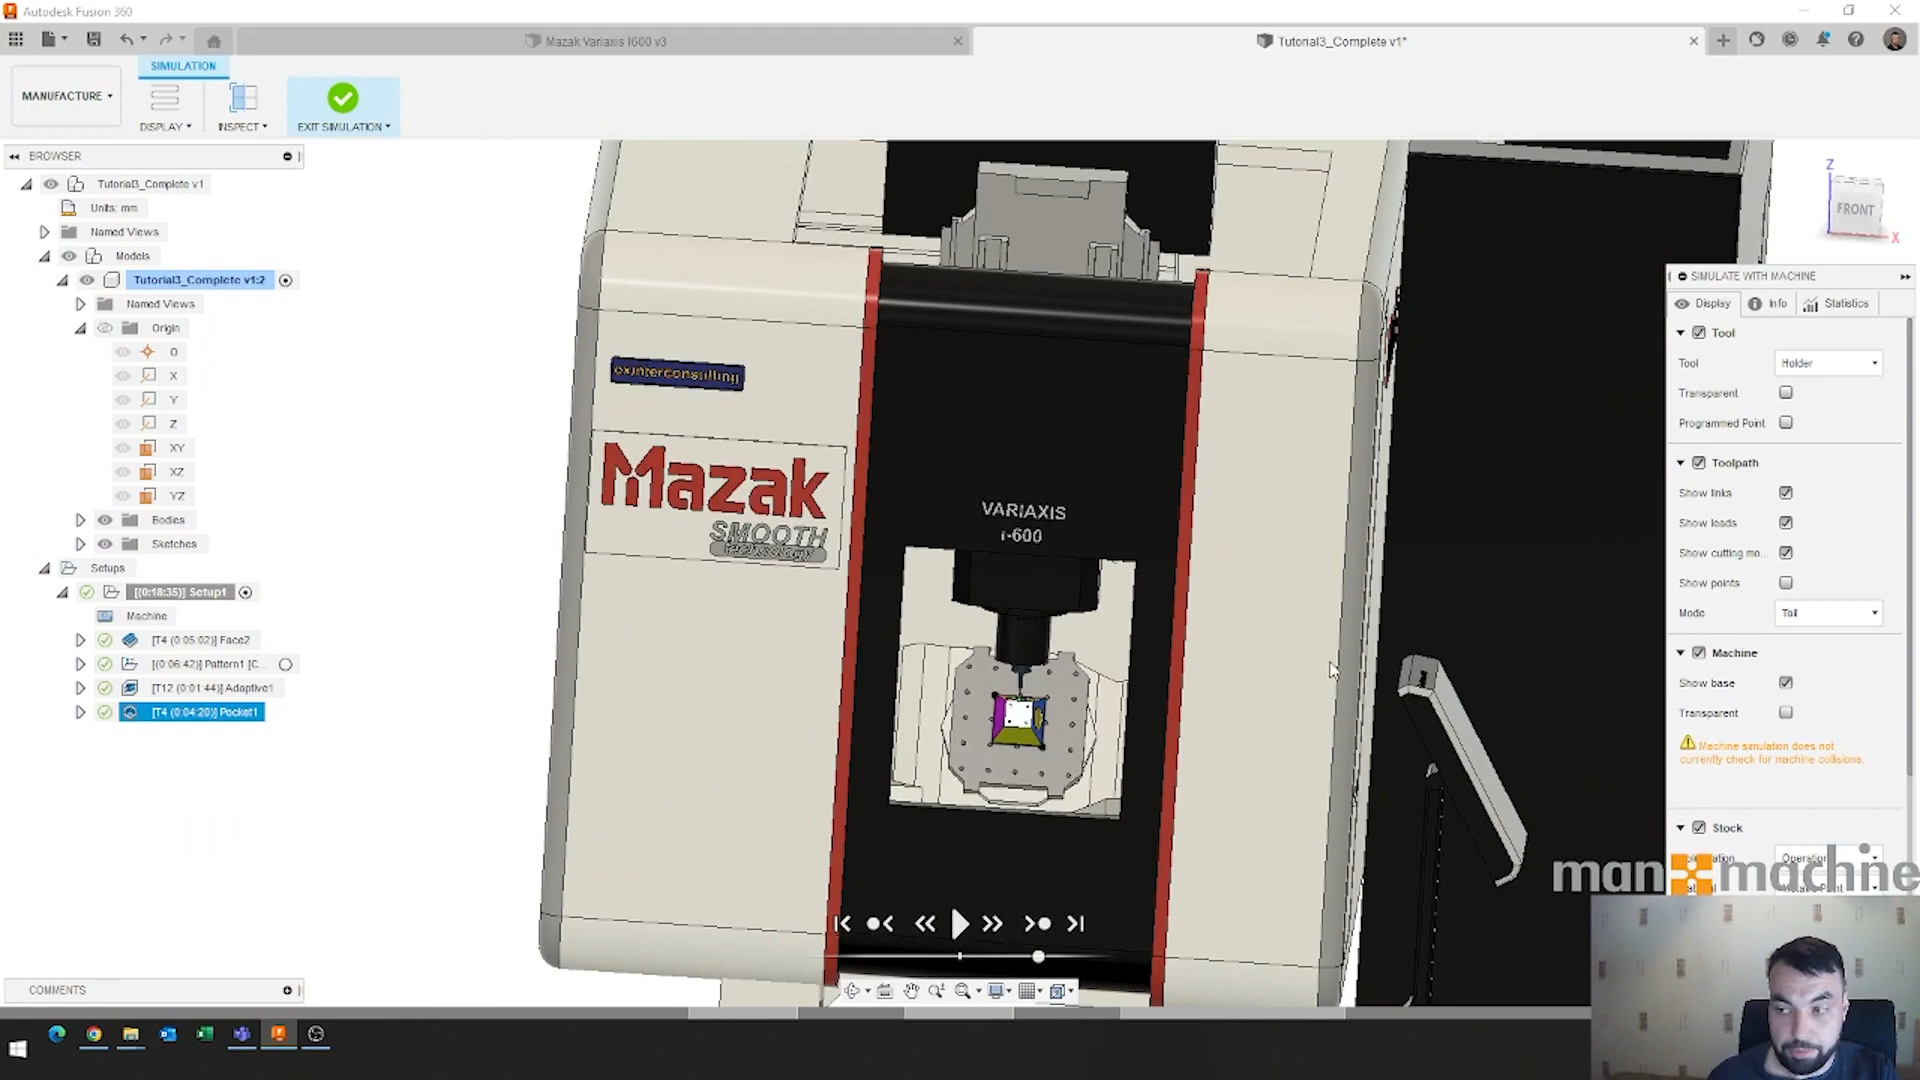 Autodesk Fusion 360
Mazak Variaxis I600 v3
Tutorial3_Complete v1*
SIMULATION
MANUFACTURE
DISPLAY
INSPECT
EXIT SIMULATION
BROWSER
Tutorial3_Complete v1
Units: mm
Named Views
Models
Tutorial3_Complete v1:2
Named Views
Origin
O
X
Y
Z
XY
XZ
YZ
Bodies
Sketches
Setups
[(0:18:35)] Setup1
Machine
[T4 (0:05:02)] Face2
[(0:06:42)] Pattern1 [C...
[T12 (0:01:44)] Adaptive1
[T4 (0:04:20)] Pocket1
COMMENTS
Mazak
SMOOTH
technology
VARIAXIS
i-600
Z
FRONT
X
SIMULATE WITH MACHINE
Display Info Statistics
Tool
Tool Holder
Transparent
Programmed Point
Toolpath
Show links
Show leads
Show cutting mo...
Show points
Mode Tail
Machine
Show base
Transparent
Machine simulation does not
currently check for machine collisions.
Stock
man machine